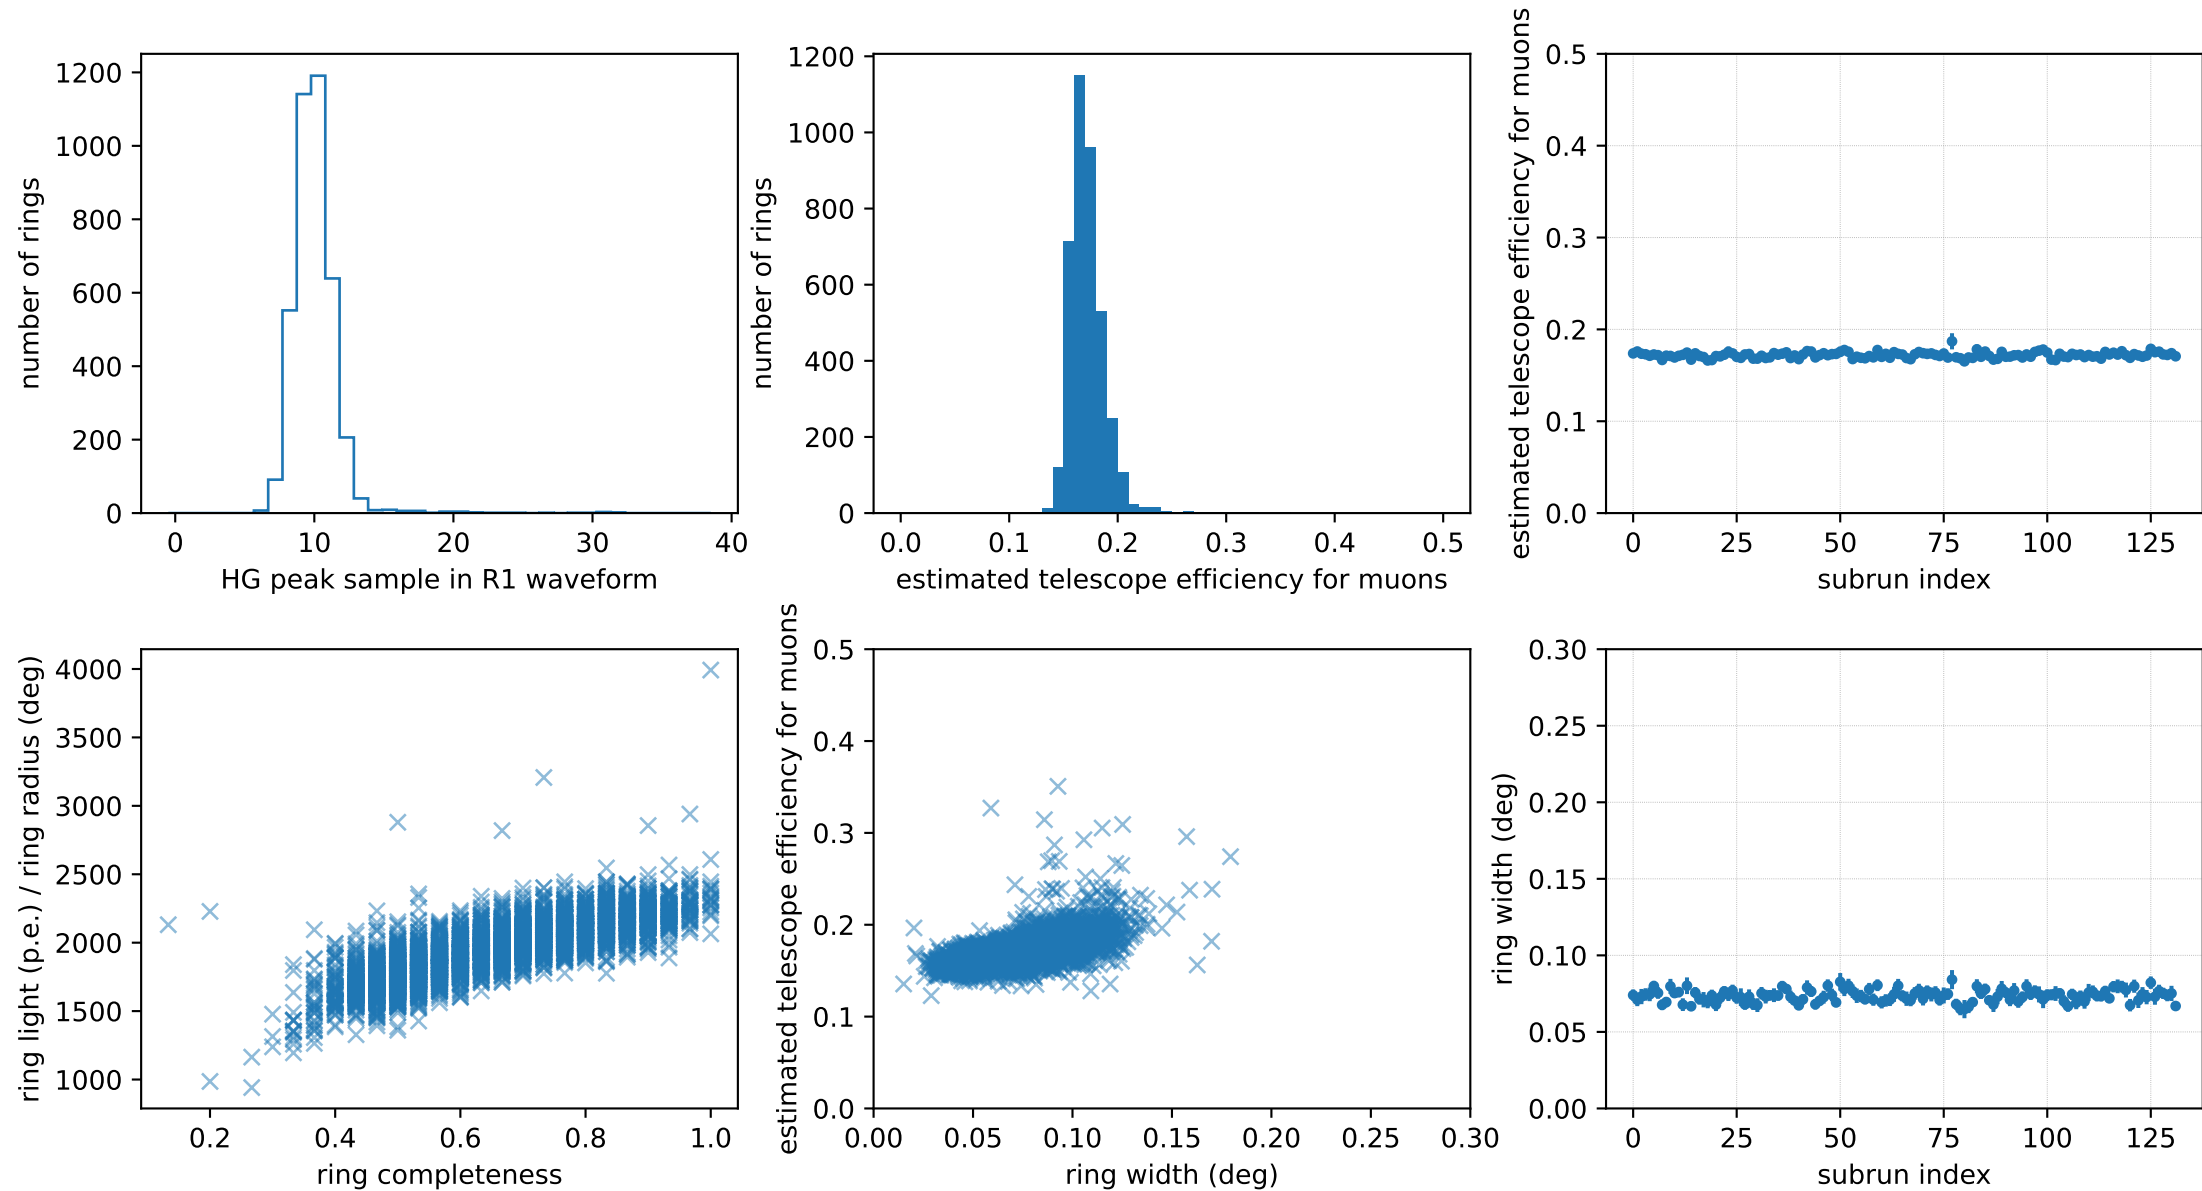 number of rings
1200
1000
800
600
400
200
0
0 10 20 30 40
HG peak sample in R1 waveform
number of rings
1200
1000
800
600
400
200
0
0.0 0.1 0.2 0.3 0.4 0.5
estimated telescope efficiency for muons
estimated telescope efficiency for muons
0.5
0.4
0.3
0.2
0.1
0.0
0 25 50 75 100 125
subrun index
ring light (p.e.) / ring radius (deg)
4000
3500
3000
2500
2000
1500
1000
0.2 0.4 0.6 0.8 1.0
ring completeness
estimated telescope efficiency for muons
0.5
0.4
0.3
0.2
0.1
0.0
0.00 0.05 0.10 0.15 0.20 0.25 0.30
ring width (deg)
ring width (deg)
0.30
0.25
0.20
0.15
0.10
0.05
0.00
0 25 50 75 100 125
subrun index